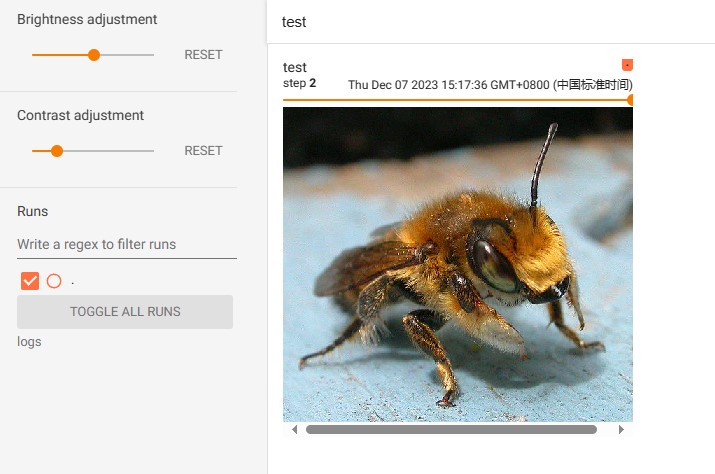 Brightness adjustment
RESET
Contrast adjustment
RESET
Runs
Write a regex to filter runs
.
TOGGLE ALL RUNS
logs
test
test
step 2 Thu Dec 07 2023 15:17:36 GMT+0800 (中国标准时间)